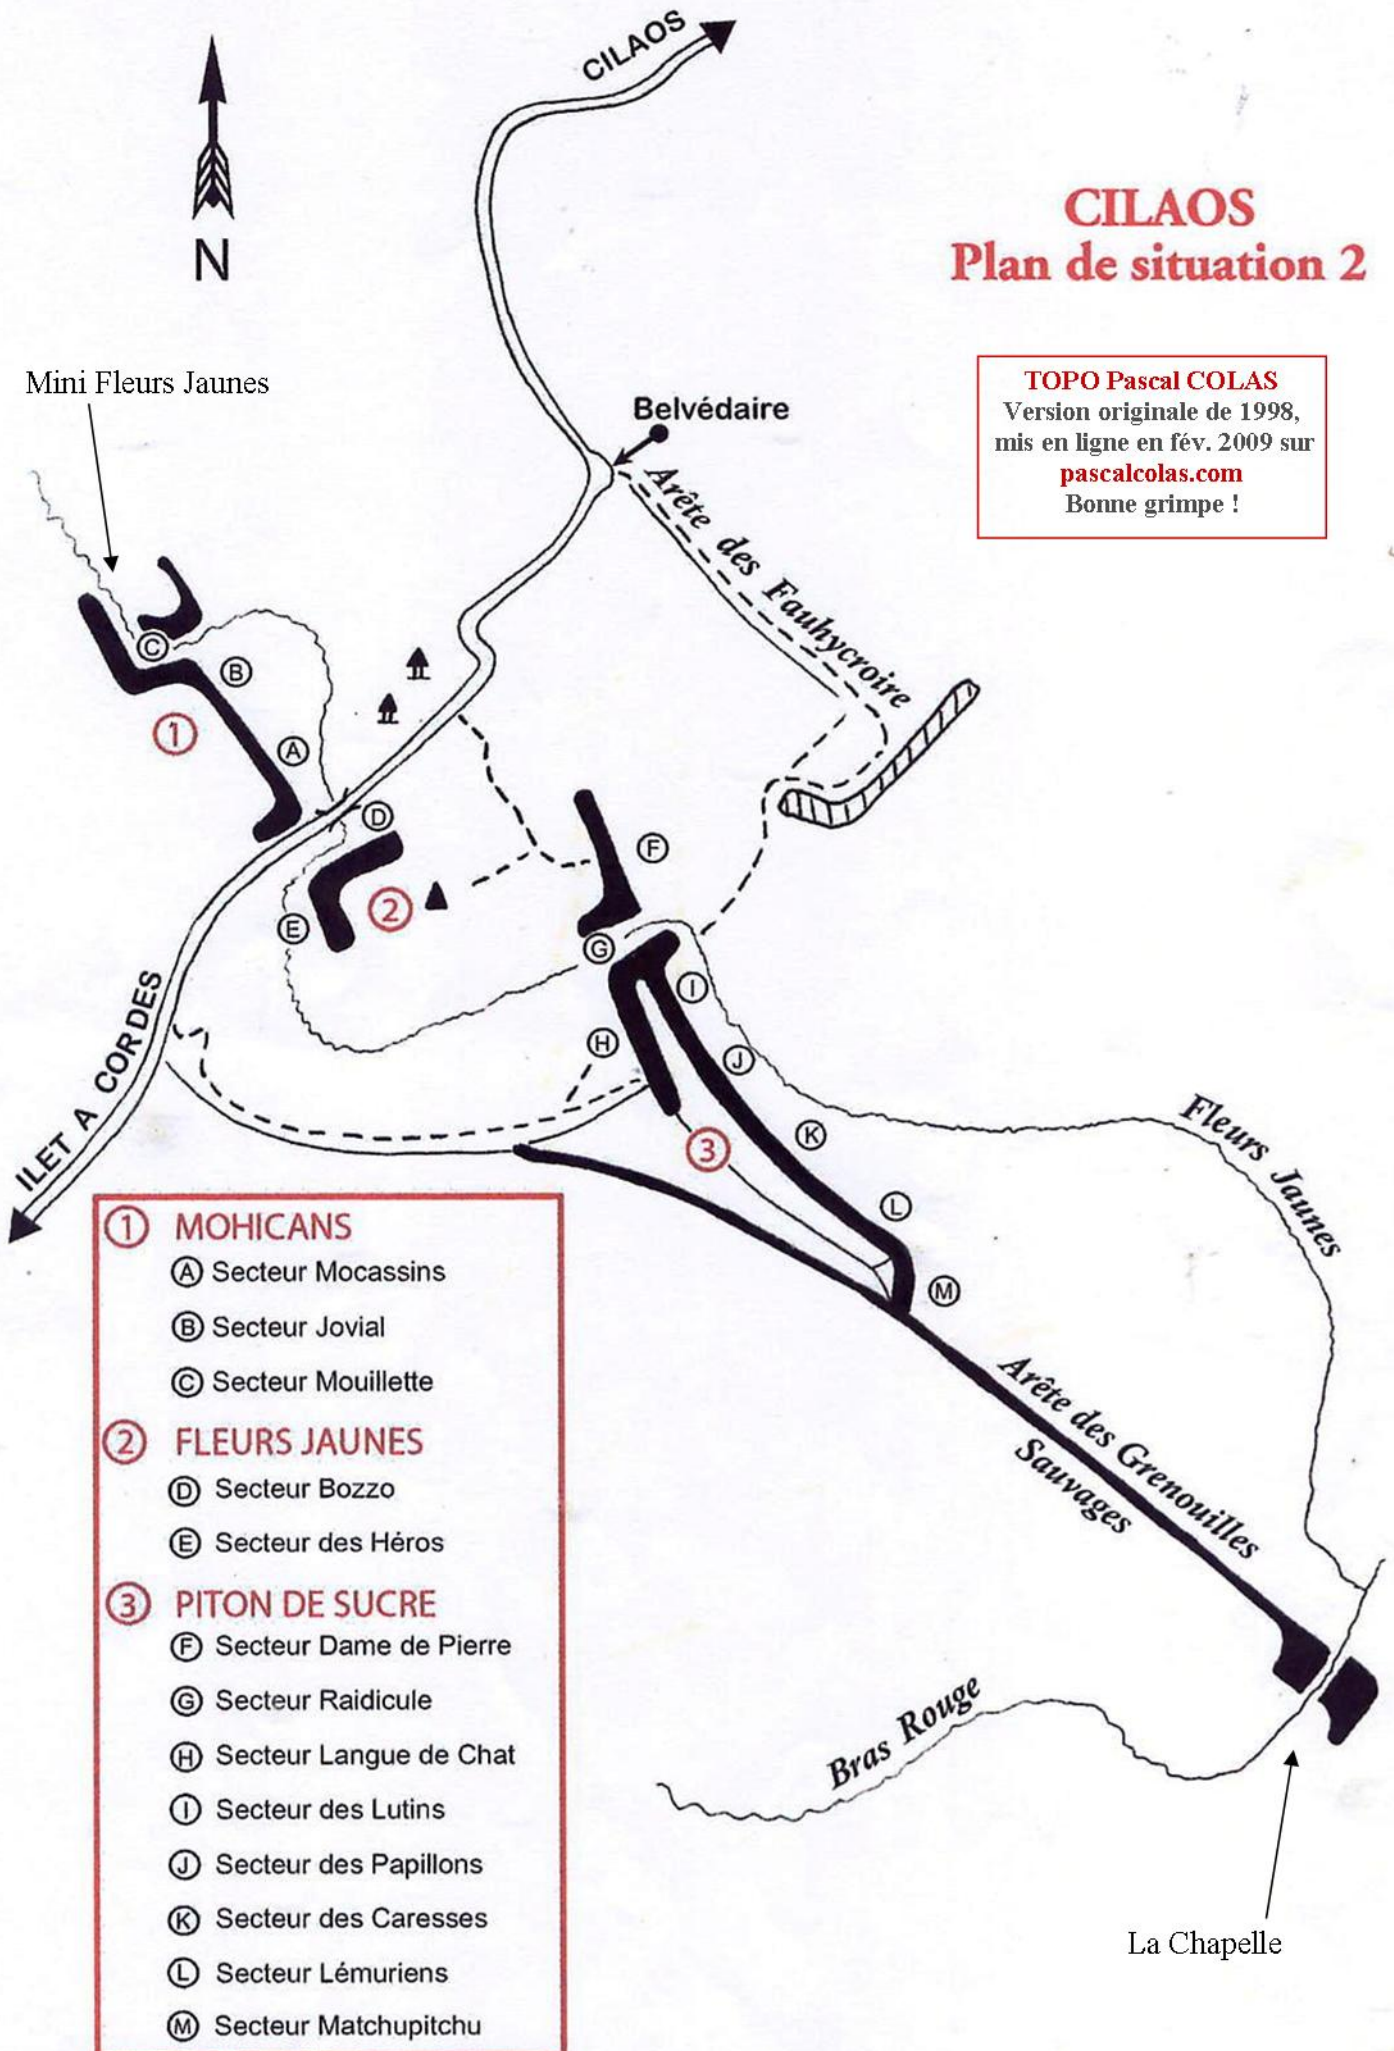 CILAOS
N
CILAOS
Plan de situation 2
TOPO Pascal COLAS
Version originale de 1998,
mis en ligne en fév. 2009 sur
pascalcolas.com
Bonne grimpe !
Mini Fleurs Jaunes
Belvédaire
Arête des Fauhycroire
C
B
1
A
D
F
2
E
G
I
H
J
K
3
L
M
ILET A CORDES
Fleurs Jaunes
Arête des Grenouilles
Sauvages
Bras Rouge
La Chapelle
1 MOHICANS
A Secteur Mocassins
B Secteur Jovial
C Secteur Mouillette
2 FLEURS JAUNES
D Secteur Bozzo
E Secteur des Héros
3 PITON DE SUCRE
F Secteur Dame de Pierre
G Secteur Raidicule
H Secteur Langue de Chat
I Secteur des Lutins
J Secteur des Papillons
K Secteur des Caresses
L Secteur Lémuriens
M Secteur Matchupitchu